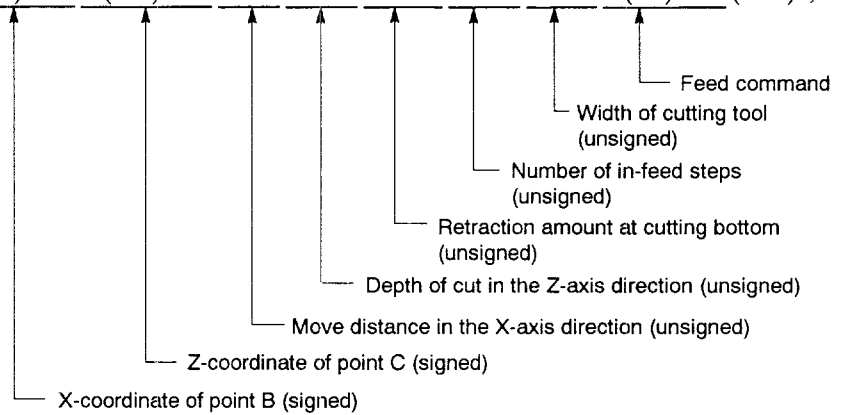 Feed command
Width of cutting tool
(unsigned)
Number of in-feed steps
(unsigned)
Retraction amount at cutting bottom
(unsigned)
Depth of cut in the Z-axis direction (unsigned)
Move distance in the X-axis direction (unsigned)
Z-coordinate of point C (signed)
X-coordinate of point B (signed)